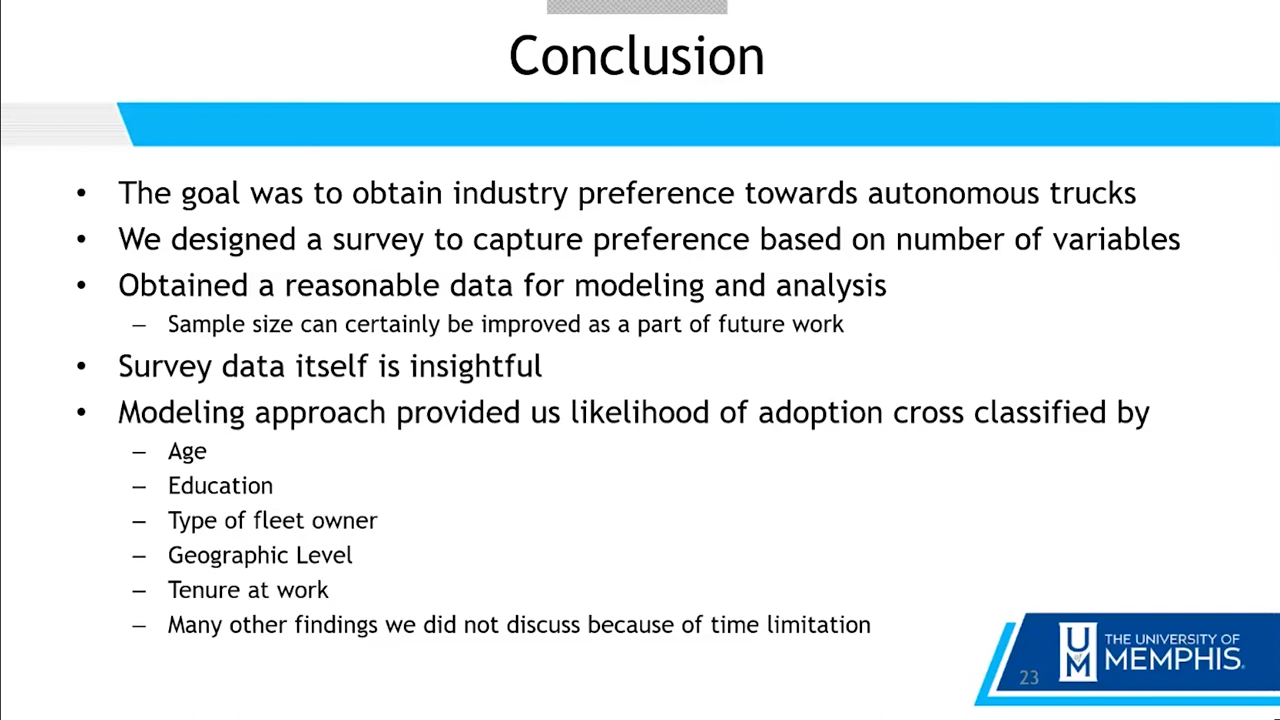 Conclusion
• The goal was to obtain industry preference towards autonomous trucks
• We designed a survey to capture preference based on number of variables
• Obtained a reasonable data for modeling and analysis
– Sample size can certainly be improved as a part of future work
• Survey data itself is insightful
• Modeling approach provided us likelihood of adoption cross classified by
– Age
– Education
– Type of fleet owner
– Geographic Level
– Tenure at work
– Many other findings we did not discuss because of time limitation
23
U of M
THE UNIVERSITY OF
MEMPHIS.